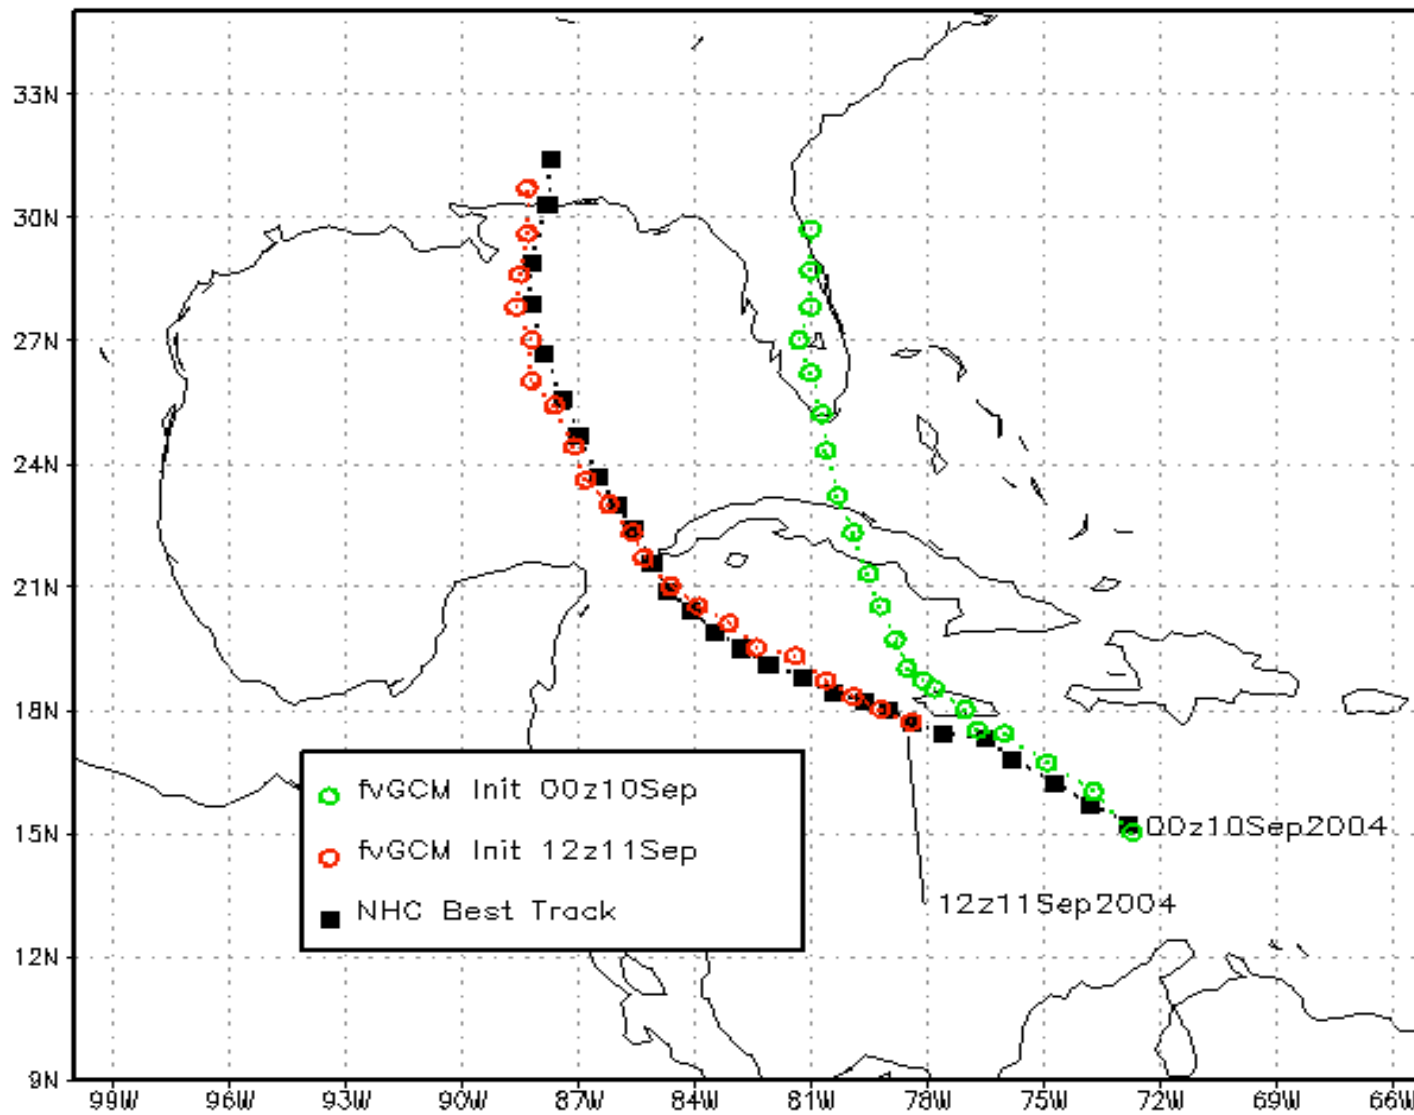 33N
30N
27N
24N
21N
18N
15N
12N
9N
fvGCM Init 00z10Sep
fvGCM Init 12z11Sep
NHC Best Track
00z10Sep2004
12z11Sep2004
99W 96W 93W 90W 87W 84W 81W 78W 75W 72W 69W 66W